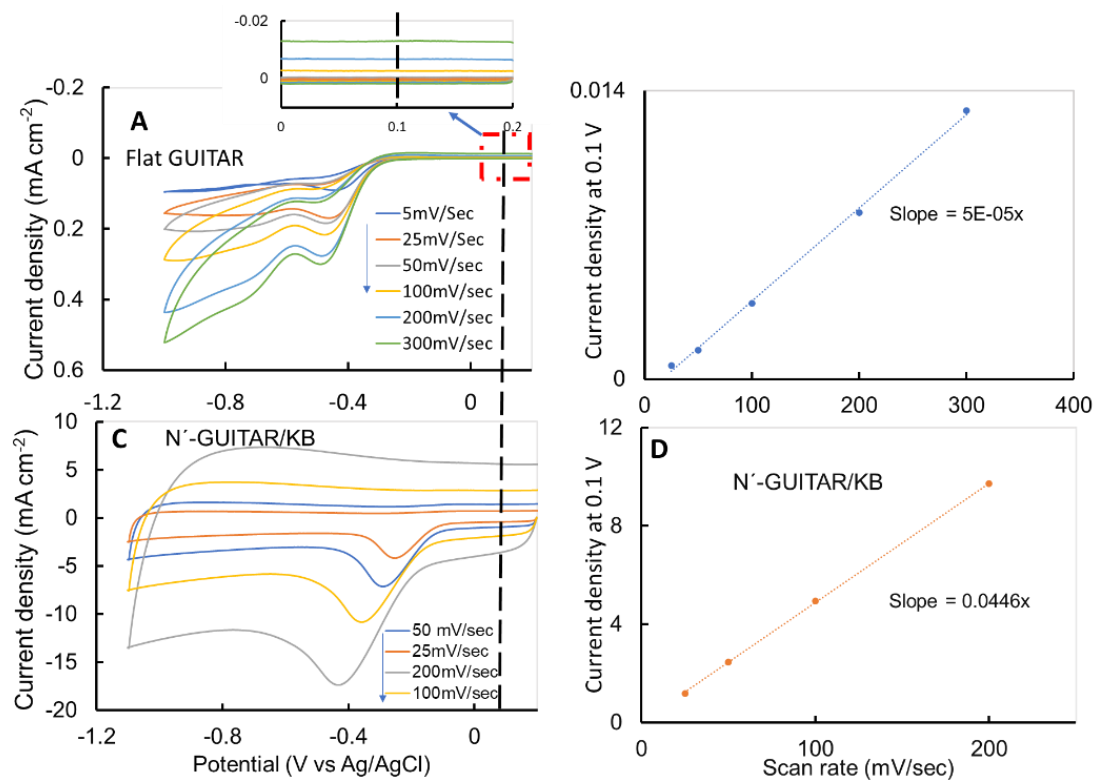 -0.02
0
0
0.1
0.2
A
Flat GUITAR
-0.2
0
0.2
0.4
0.6
Current density (mA cm-2)
-1.2
-0.8
-0.4
0
5mV/Sec
25mV/Sec
50mV/sec
100mV/sec
200mV/sec
300mV/sec
0.014
0
Current density at 0.1 V
Slope = 5E-05x
0
100
200
300
400
C
N´-GUITAR/KB
10
5
0
-5
-10
-15
-20
Current density (mA cm-2)
50 mV/sec
25mV/sec
200mV/sec
100mV/sec
-1.2
-0.8
-0.4
0
Potential (V vs Ag/AgCl)
D
N´-GUITAR/KB
12
8
4
0
Current density at 0.1 V
Slope = 0.0446x
0
100
200
Scan rate (mV/sec)